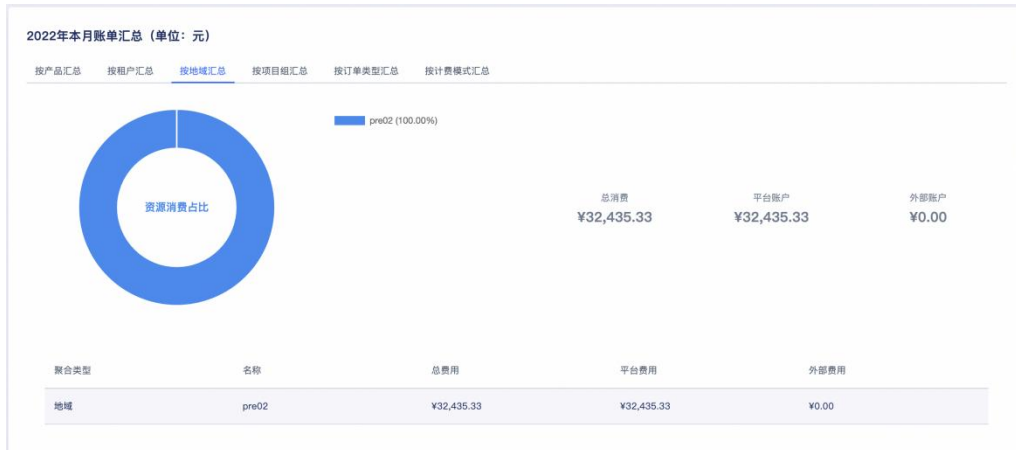 2022年本月账单汇总（单位：元）
按产品汇总 按租户汇总 按地域汇总 按项目组汇总 按订单类型汇总 按计费模式汇总
pre02 (100.00%)
资源消费占比
总消费 平台账户 外部账户
¥32,435.33 ¥32,435.33 ¥0.00
聚合类型 名称 总费用 平台费用 外部费用
地域 pre02 ¥32,435.33 ¥32,435.33 ¥0.00